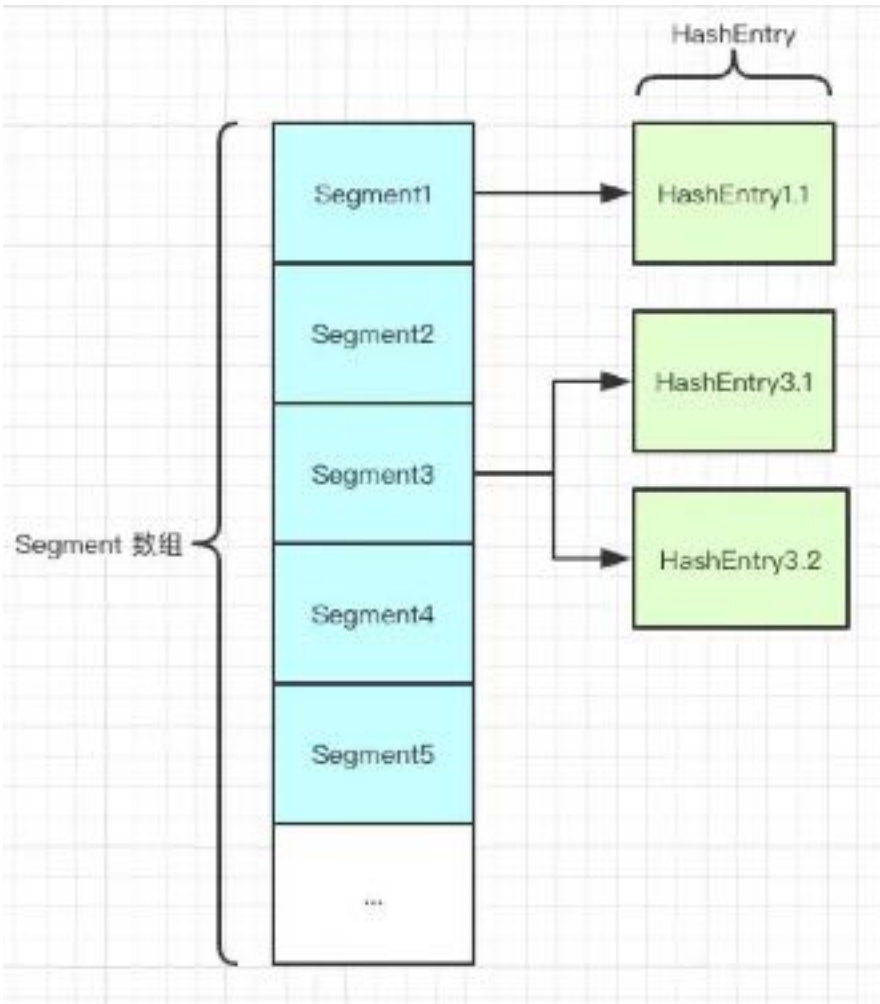 HashEntry
Segment1
HashEntry1.1
Segment2
HashEntry3.1
Segment3
Segment 数组
HashEntry3.2
Segment4
Segment5
...